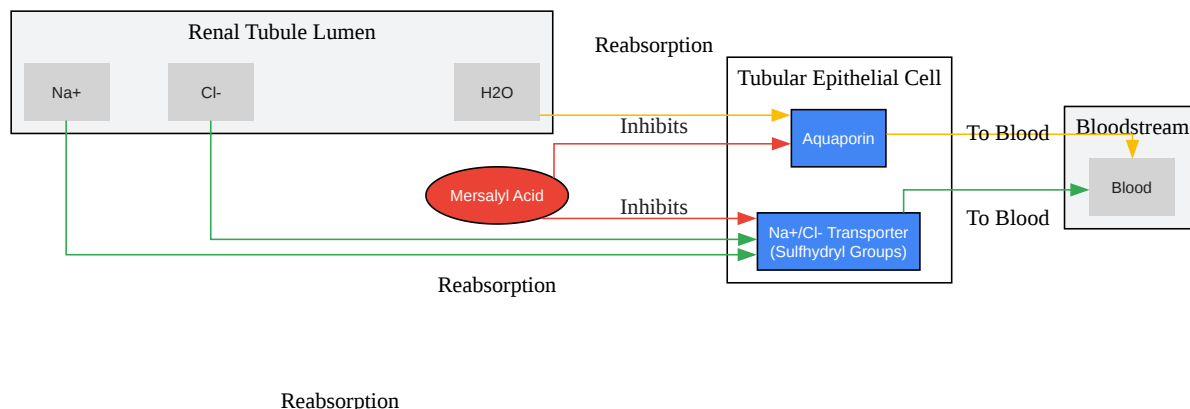 Renal Tubule Lumen
Na+
Cl-
H2O
Reabsorption
Tubular Epithelial Cell
Aquaporin
Inhibits
To Blood
Bloodstream
Blood
Mersalyl Acid
Inhibits
Na+/Cl- Transporter
(Sulfhydryl Groups)
To Blood
Reabsorption
Reabsorption